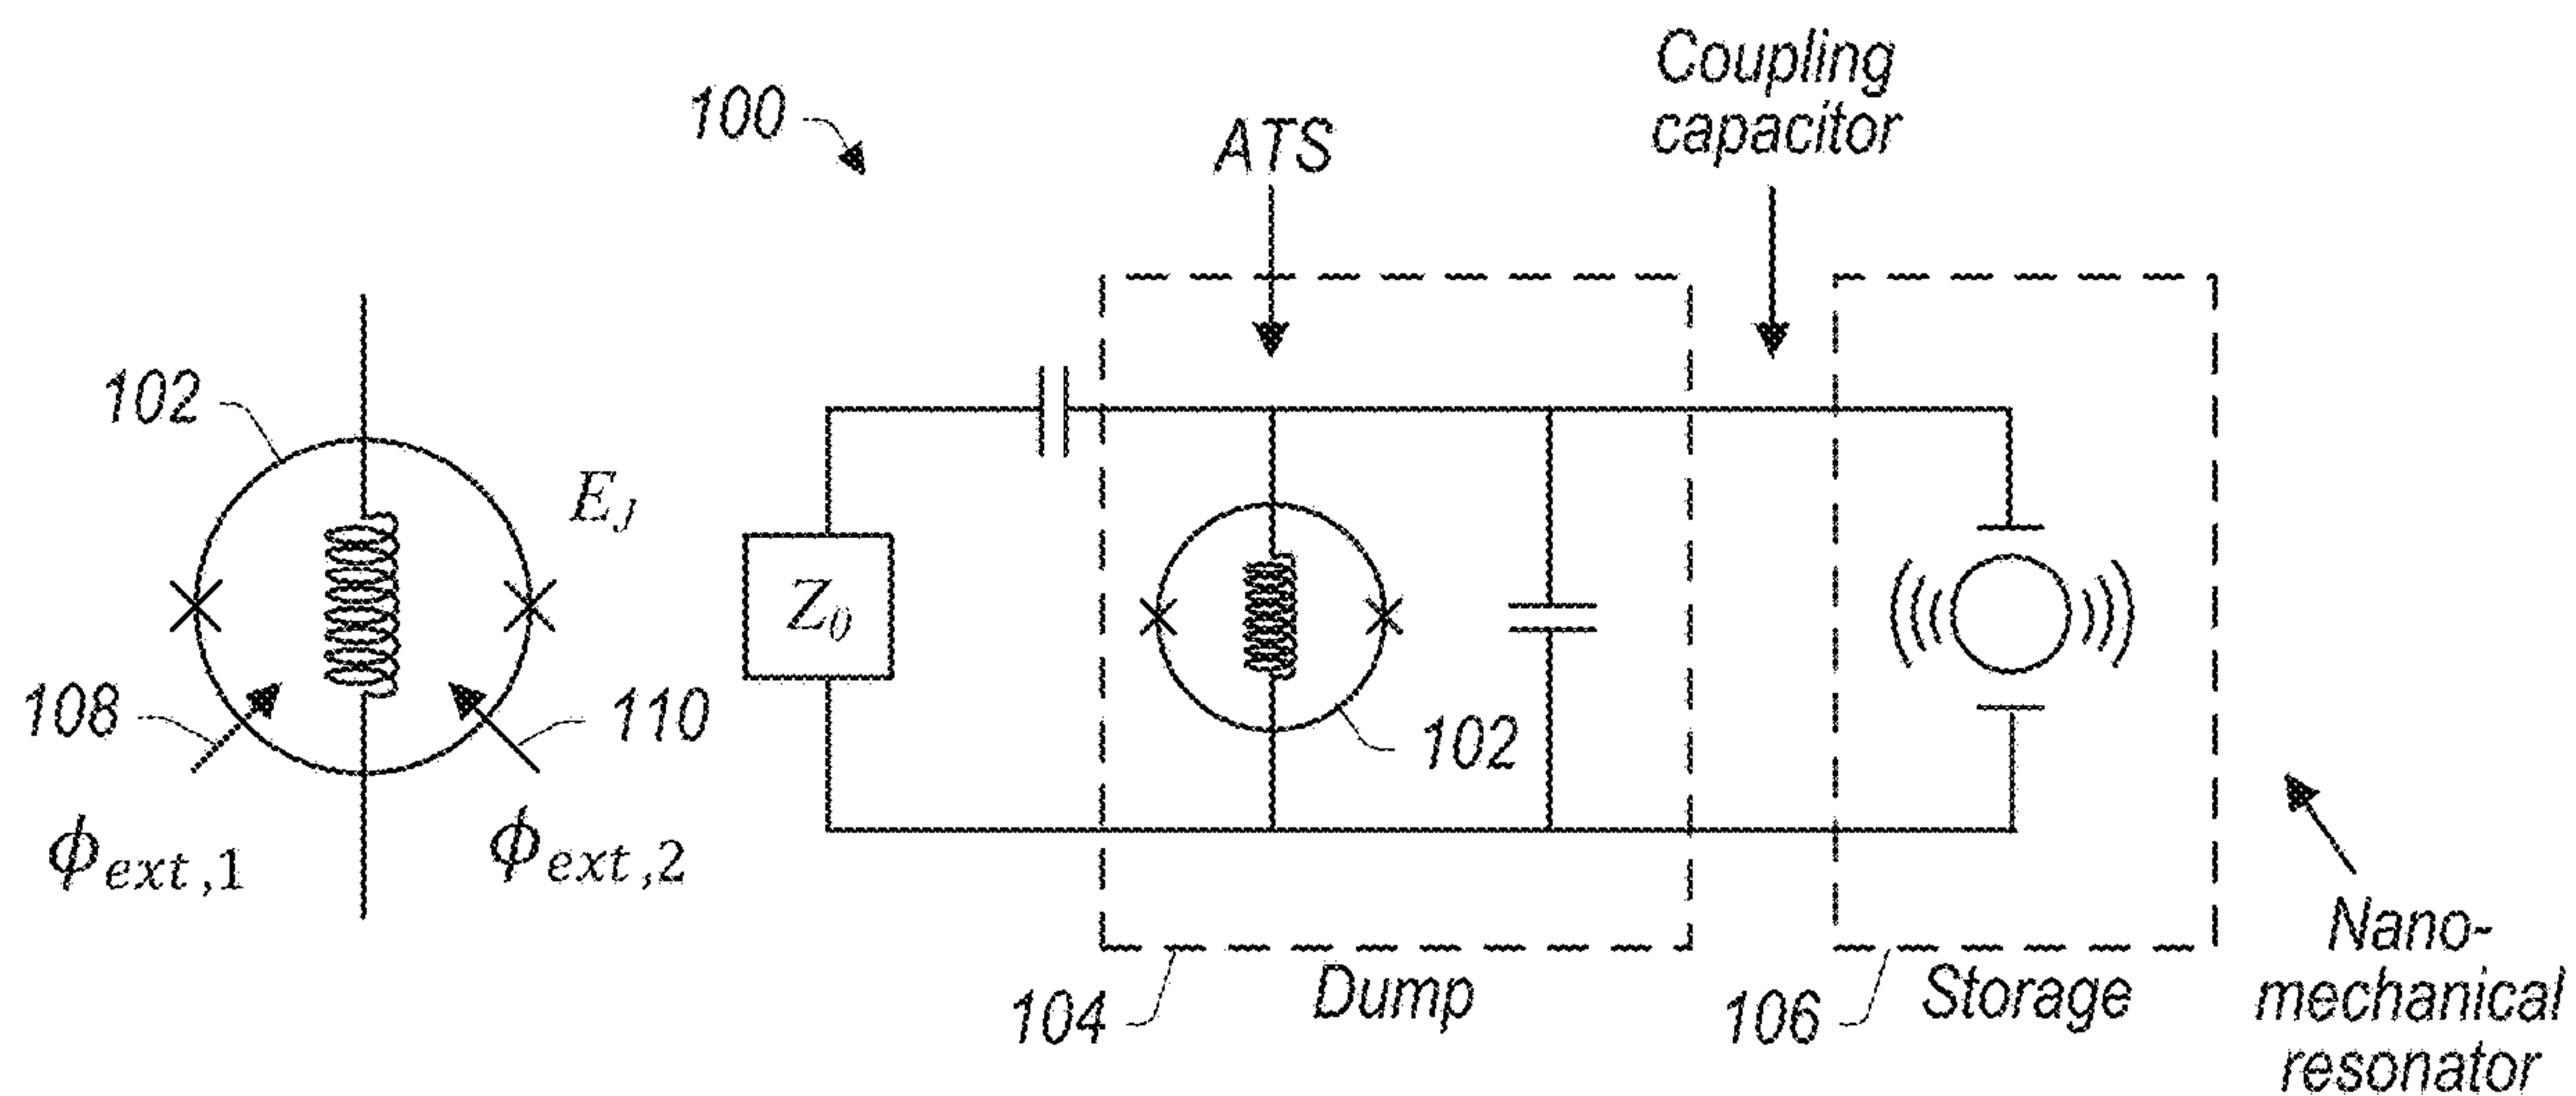 100
ATS
Coupling
capacitor
102
E_J
Z_0
108
110
102
ϕ_ext,1
ϕ_ext,2
104
Dump
106
Storage
Nano-
mechanical
resonator